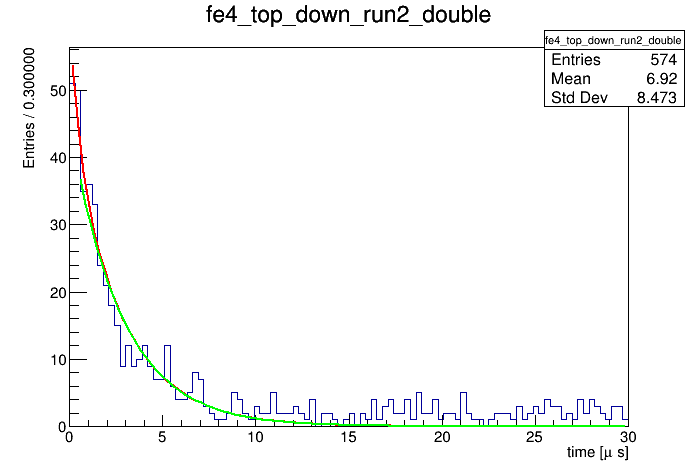 fe4_top_down_run2_double
fe4_top_down_run2_double
Entries 574
Mean 6.92
Std Dev 8.473
Entries / 0.300000
50
40
30
20
10
0
0 5 10 15 20 25 30
time [μ s]